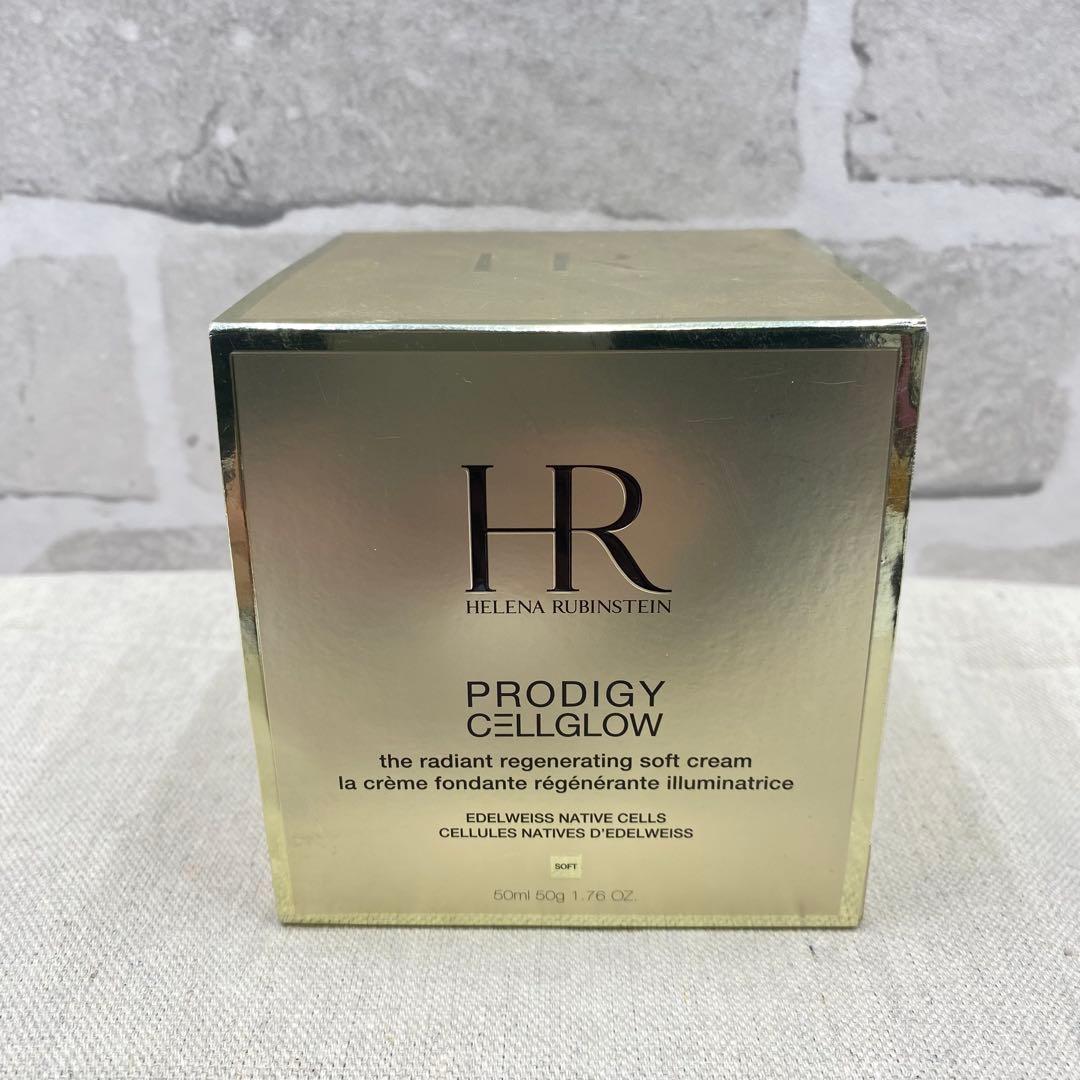 HR
HR
HELENA RUBINSTEIN
PRODIGY
CELLGLOW
the radiant regenerating soft cream
la crème fondante régénérante illuminatrice
EDELWEISS NATIVE CELLS
CELLULES NATIVES D'EDELWEISS
SOFT
50ml 50g 1.76 OZ.